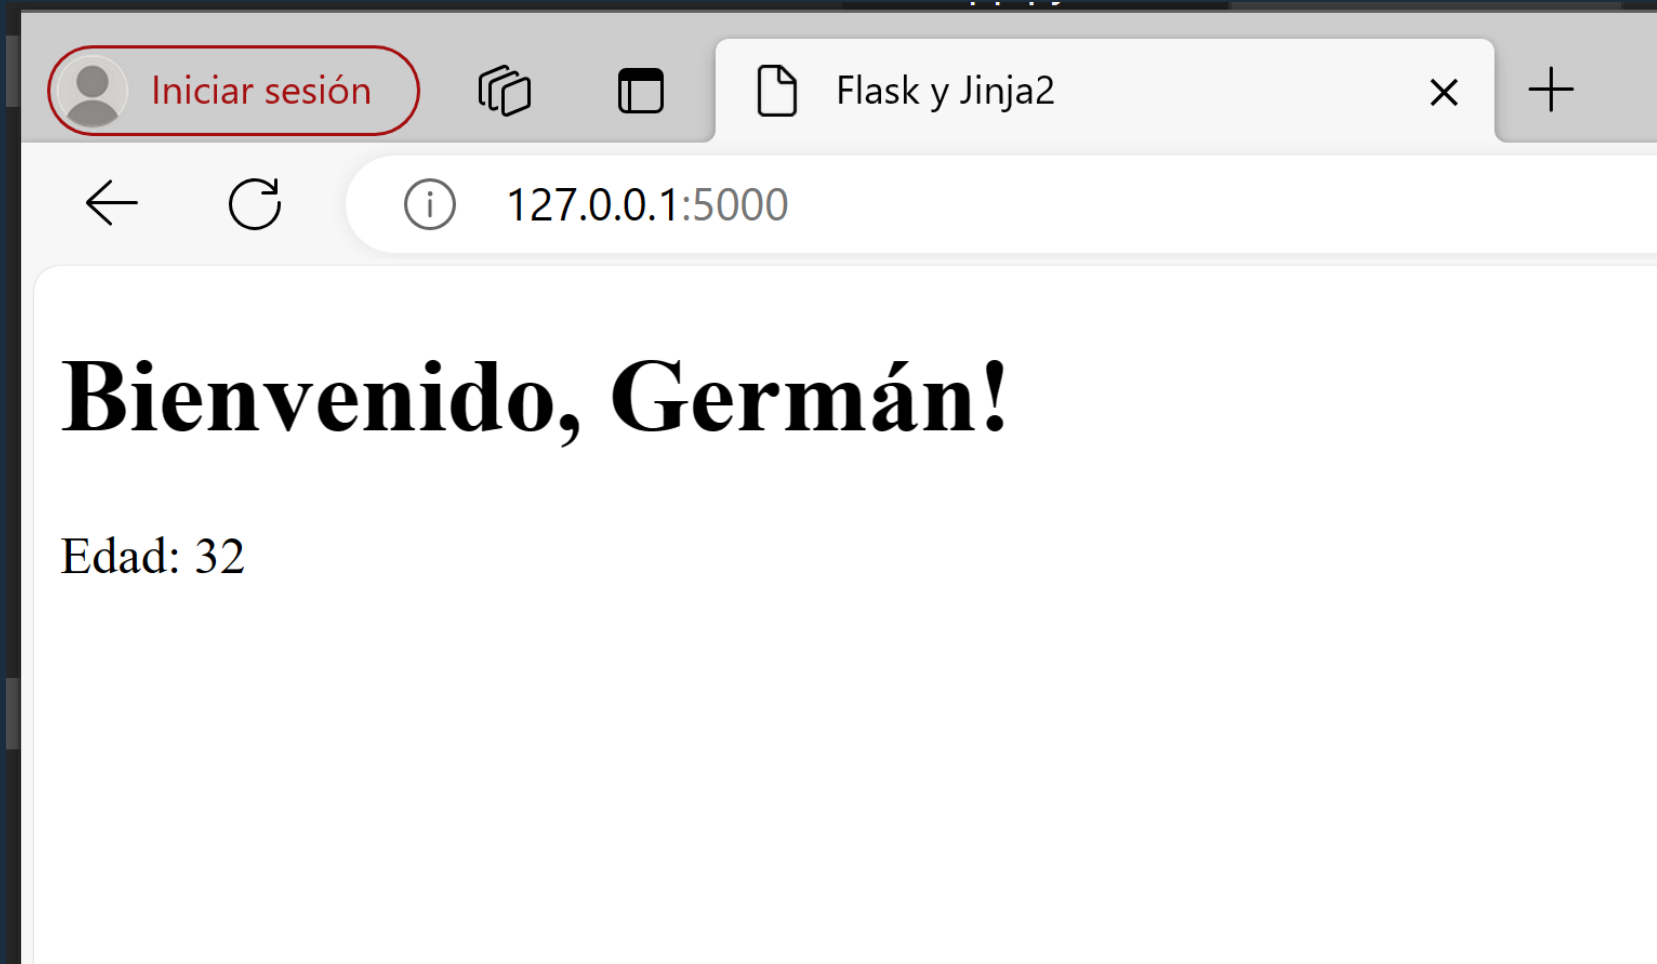 Iniciar sesión
Flask y Jinja2
127.0.0.1:5000
Bienvenido, Germán!
Edad: 32